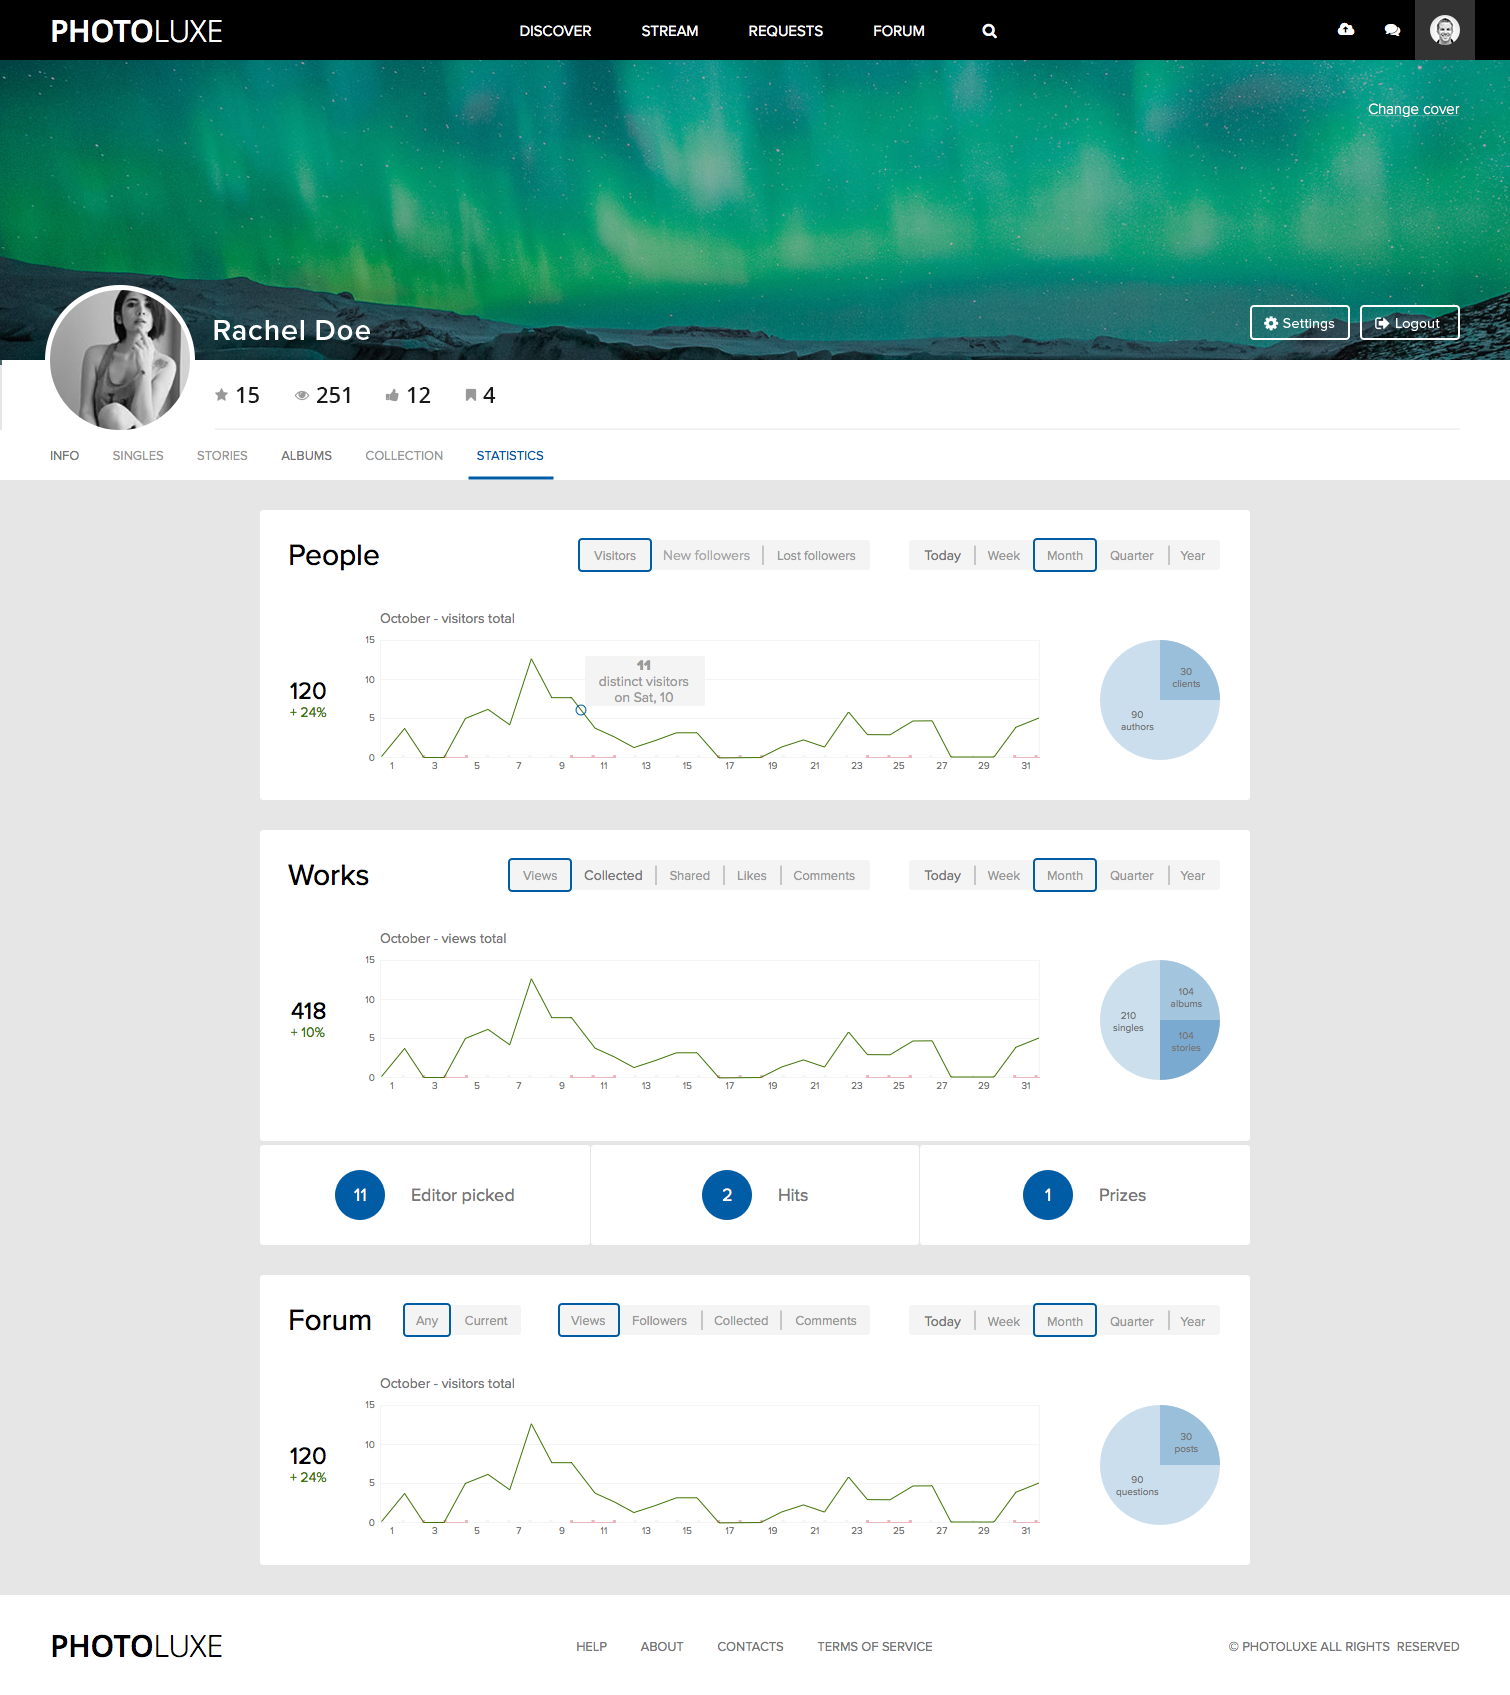 PHOTOLUXE
DISCOVER STREAM REQUESTS FORUM
Change cover
Rachel Doe
Settings Logout
15 251 12 4
INFO SINGLES STORIES ALBUMS COLLECTION STATISTICS
People
Visitors New followers Lost followers
Today Week Month Quarter Year
October - visitors total
120
+ 24%
15
10
5
0
11
distinct visitors
on Sat, 10
1 3 5 7 9 11 13 15 17 19 21 23 25 27 29 31
30
clients
90
authors
Works
Views Collected Shared Likes Comments
Today Week Month Quarter Year
October - views total
418
+ 10%
15
10
5
0
1 3 5 7 9 11 13 15 17 19 21 23 25 27 29 31
104
albums
210
singles
104
stories
11 Editor picked
2 Hits
1 Prizes
Forum
Any Current
Views Followers Collected Comments
Today Week Month Quarter Year
October - visitors total
120
+ 24%
15
10
5
0
1 3 5 7 9 11 13 15 17 19 21 23 25 27 29 31
30
posts
90
questions
PHOTOLUXE
HELP ABOUT CONTACTS TERMS OF SERVICE
© PHOTOLUXE ALL RIGHTS RESERVED